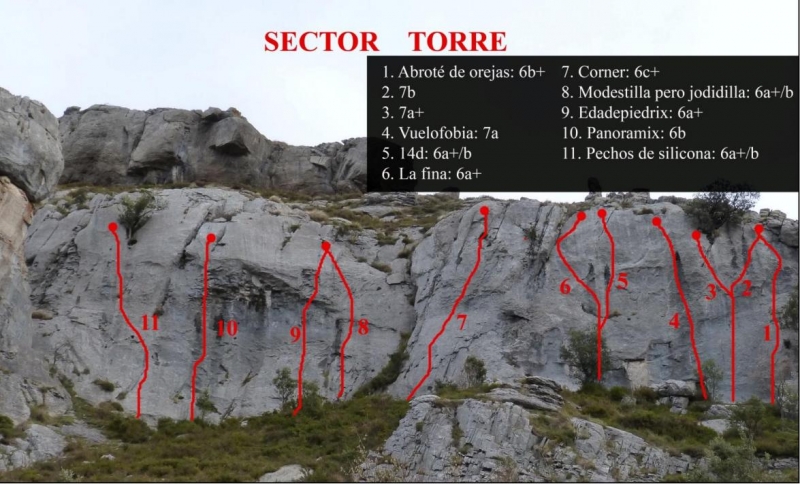 SECTOR TORRE
1. Abroté de orejas: 6b+
2. 7b
3. 7a+
4. Vuelofobia: 7a
5. 14d: 6a+/b
6. La fina: 6a+
7. Corner: 6c+
8. Modestilla pero jodidilla: 6a+/b
9. Edadepiedrix: 6a+
10. Panoramix: 6b
11. Pechos de silicona: 6a+/b
11
10
9
8
7
6
5
4
3
2
1